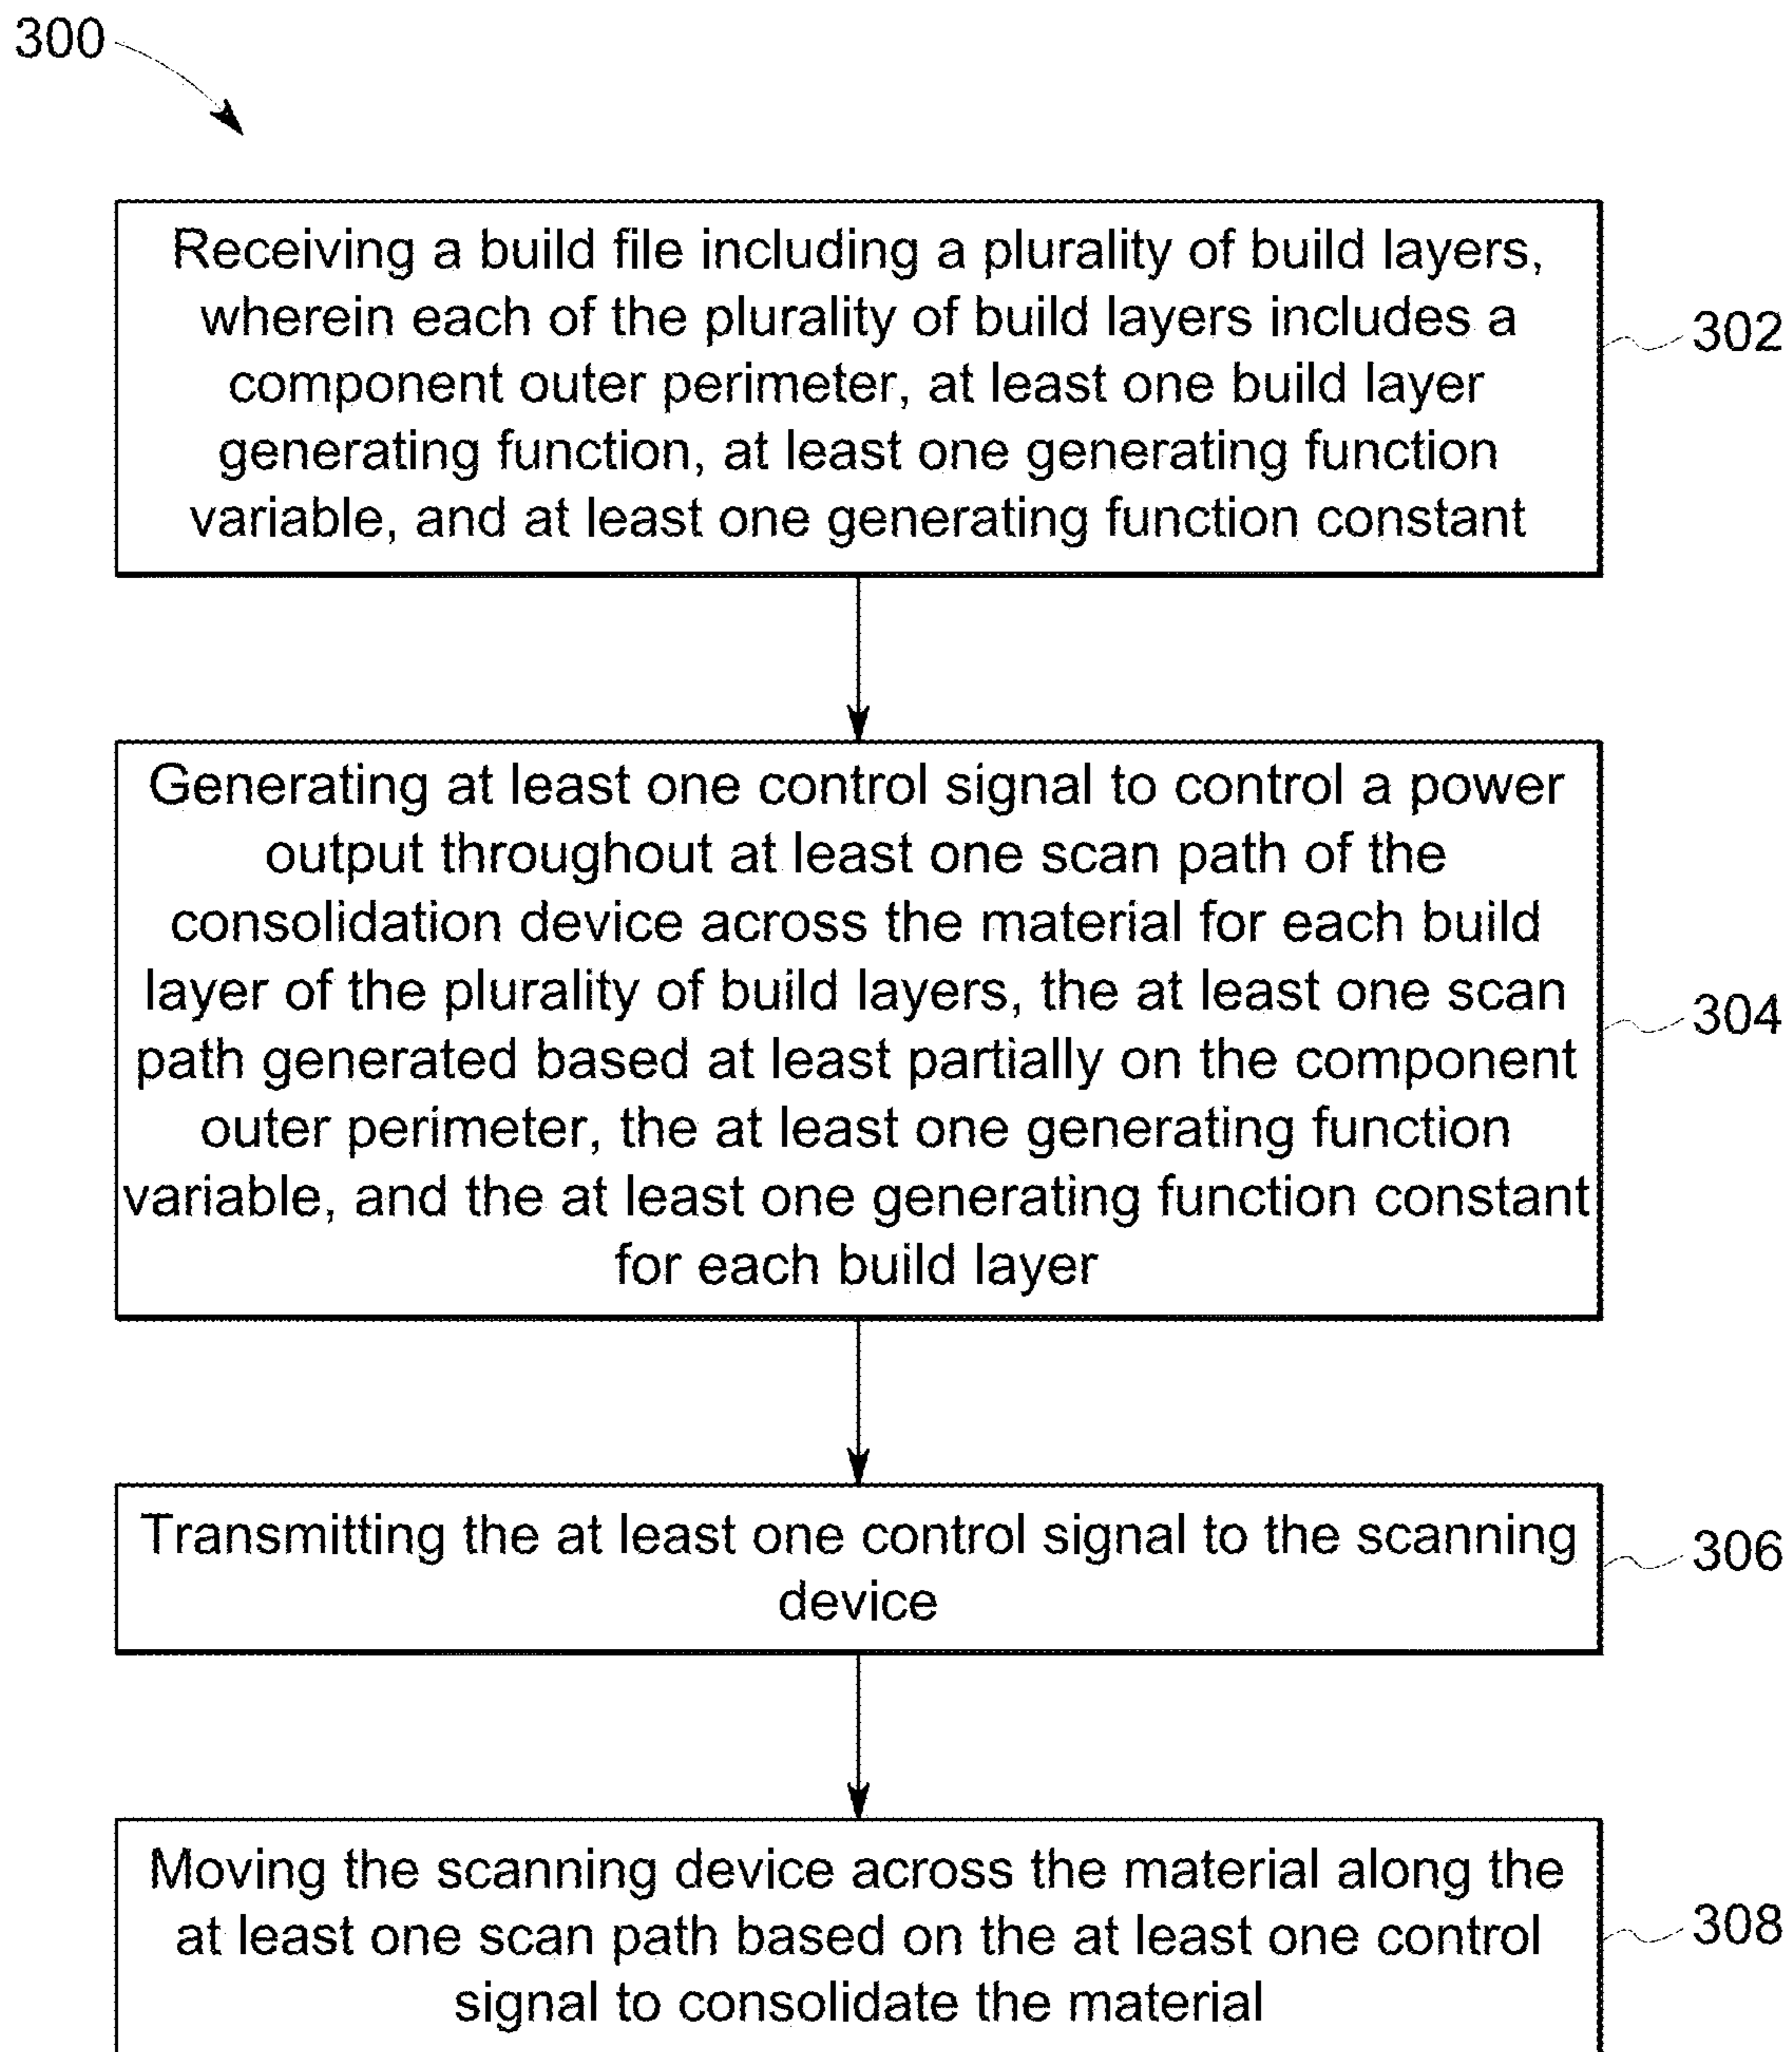 300
Receiving a build file including a plurality of build layers,
wherein each of the plurality of build layers includes a
component outer perimeter, at least one build layer
generating function, at least one generating function
variable, and at least one generating function constant
302
Generating at least one control signal to control a power
output throughout at least one scan path of the
consolidation device across the material for each build
layer of the plurality of build layers, the at least one scan
path generated based at least partially on the component
outer perimeter, the at least one generating function
variable, and the at least one generating function constant
for each build layer
304
Transmitting the at least one control signal to the scanning
device
306
Moving the scanning device across the material along the
at least one scan path based on the at least one control
signal to consolidate the material
308